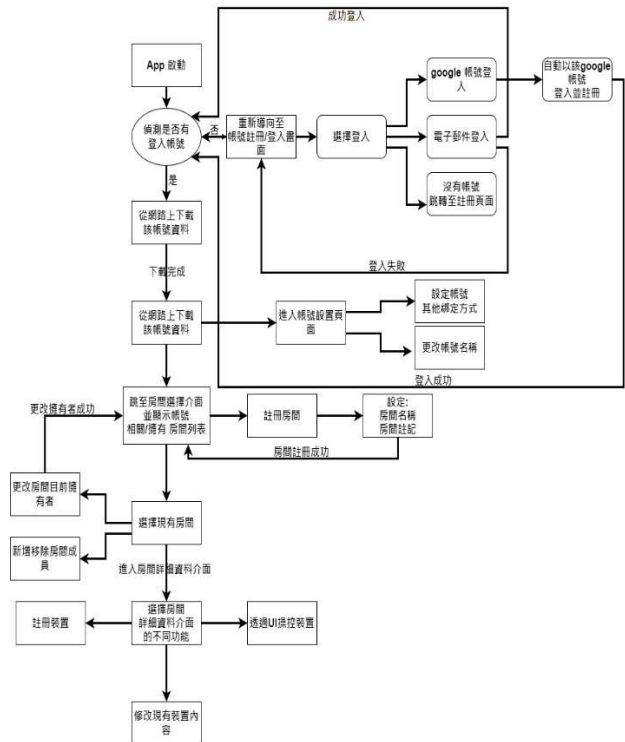 成功登入
App 啟動
google 帳號登
入
自動以該google
帳號
登入並註冊
偵測是否有
登入帳號
否
重新導向至
帳號註冊/登入畫
面
選擇登入
電子郵件登入
是
沒有帳號
跳轉至註冊頁面
從網路上下載
該帳號資料
登入失敗
下載完成
設定帳號
其他綁定方式
從網路上下載
該帳號資料
進入帳號設置頁
面
更改帳號名稱
登入成功
更改擁有者成功
跳至房間選擇介面
並顯示帳號
相關/擁有 房間列表
註冊房間
設定:
房間名稱
房間註記
房間註冊成功
更改房間目前擁
有者
選擇現有房間
新增移除房間成
員
進入房間詳細資料介面
註冊裝置
選擇房間
詳細資料介面
的不同功能
透過UI操控裝置
修改現有裝置內
容